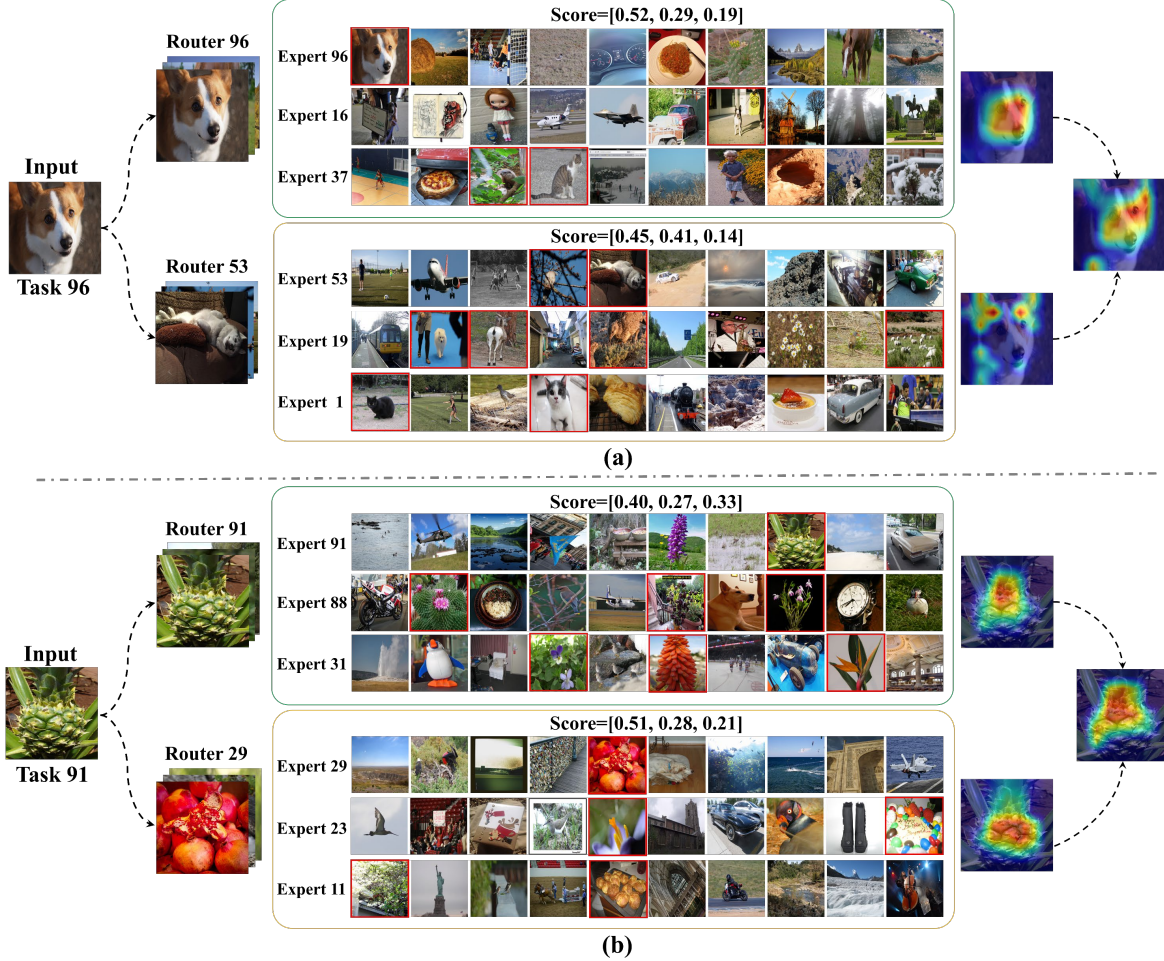 Score=[0.52, 0.29, 0.19]
Router 96
Expert 96
Expert 16
Expert 37
Input
Task 96
Router 53
Score=[0.45, 0.41, 0.14]
Expert 53
Expert 19
Expert 1
(a)
Score=[0.40, 0.27, 0.33]
Router 91
Expert 91
Expert 88
Expert 31
Input
Task 91
Router 29
Score=[0.51, 0.28, 0.21]
Expert 29
Expert 23
Expert 11
(b)